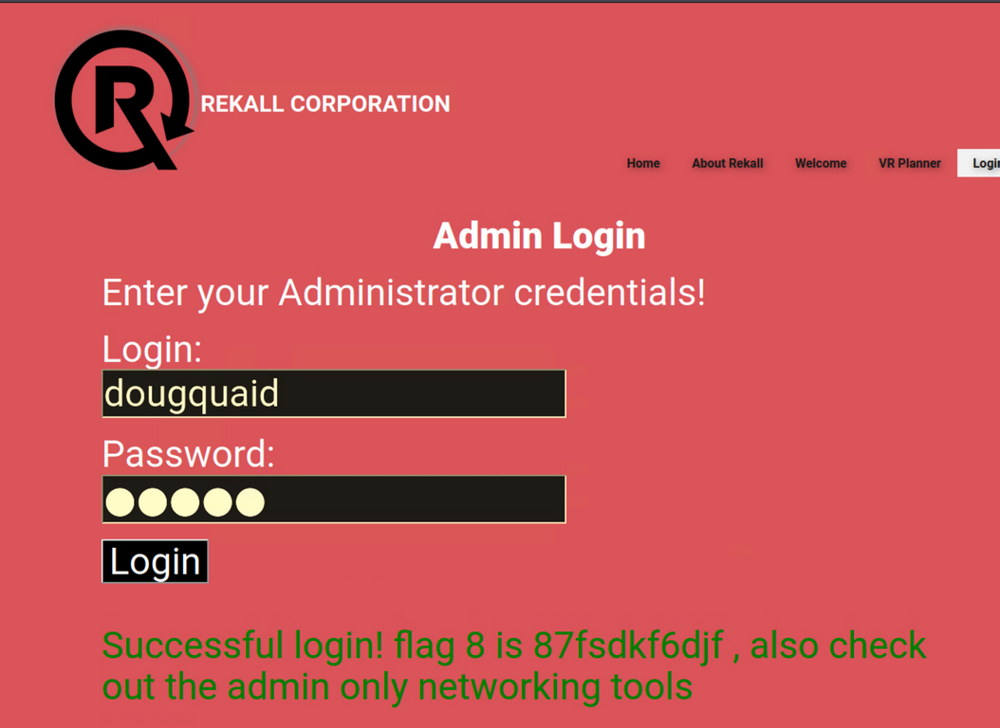 R
REKALL CORPORATION
Home About Rekall Welcome VR Planner Login
Admin Login
Enter your Administrator credentials!
Login:
dougquaid
Password:
●●●●●
Login
Successful login! flag 8 is 87fsdkf6djf , also check
out the admin only networking tools